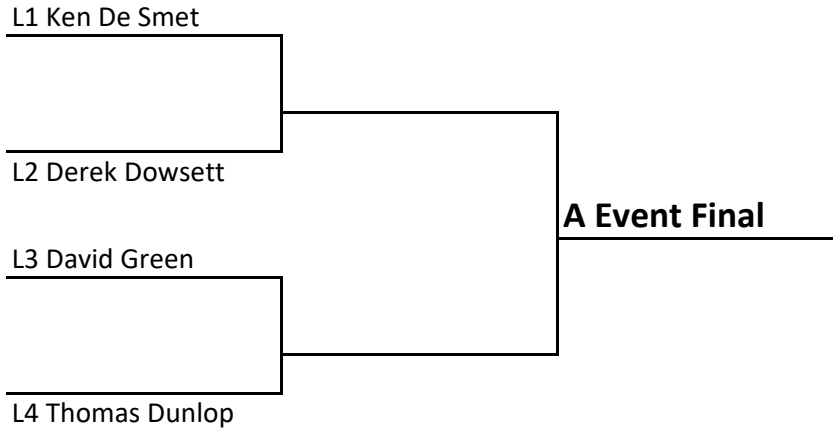 L1 Ken De Smet
L2 Derek Dowsett
A Event Final
L3 David Green
L4 Thomas Dunlop